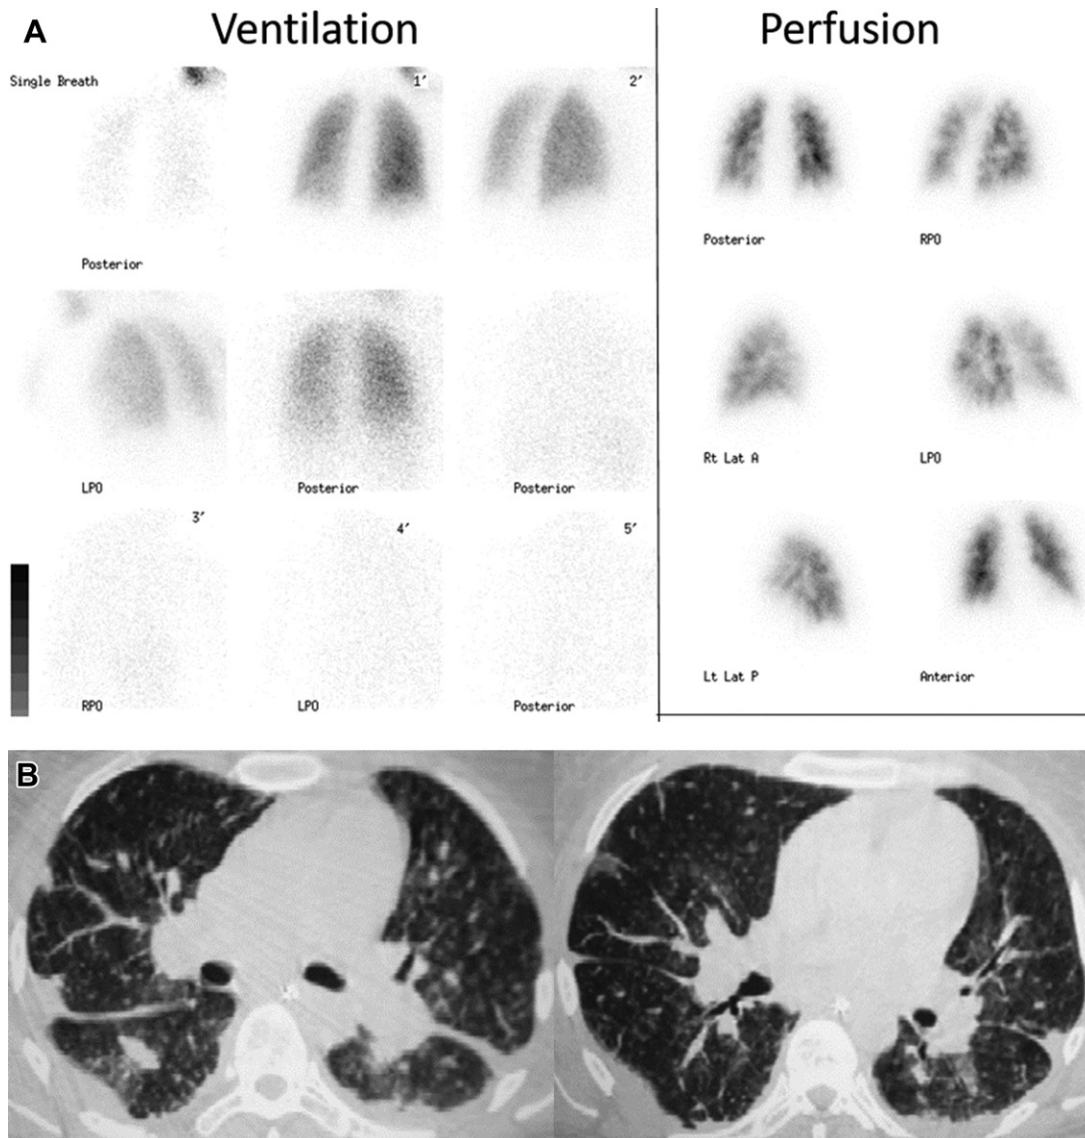 A
Ventilation
Perfusion
Single Breath
1′
2′
Posterior
Posterior
RPO
LPO
Posterior
Posterior
Rt Lat A
LPO
3′
4′
5′
RPO
LPO
Posterior
Lt Lat P
Anterior
B